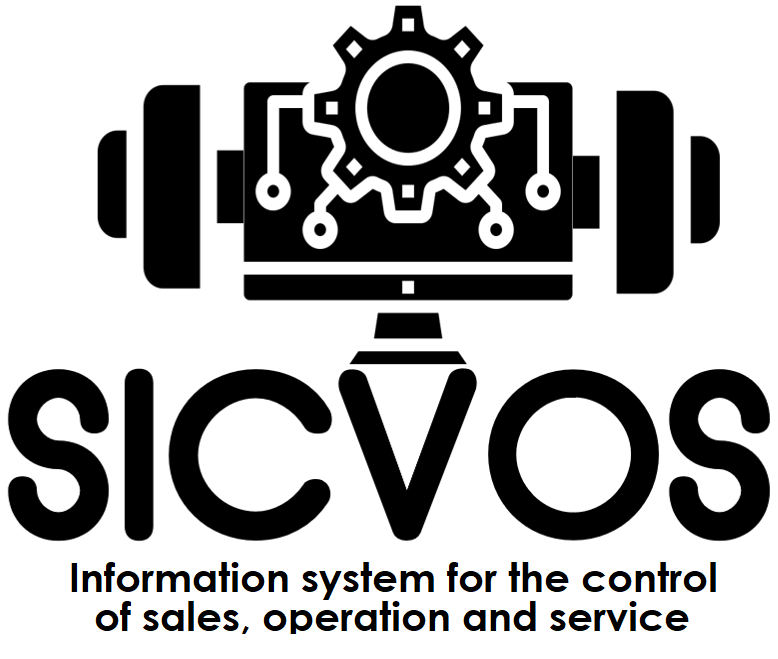 SICVOS
Information system for the control
of sales, operation and service